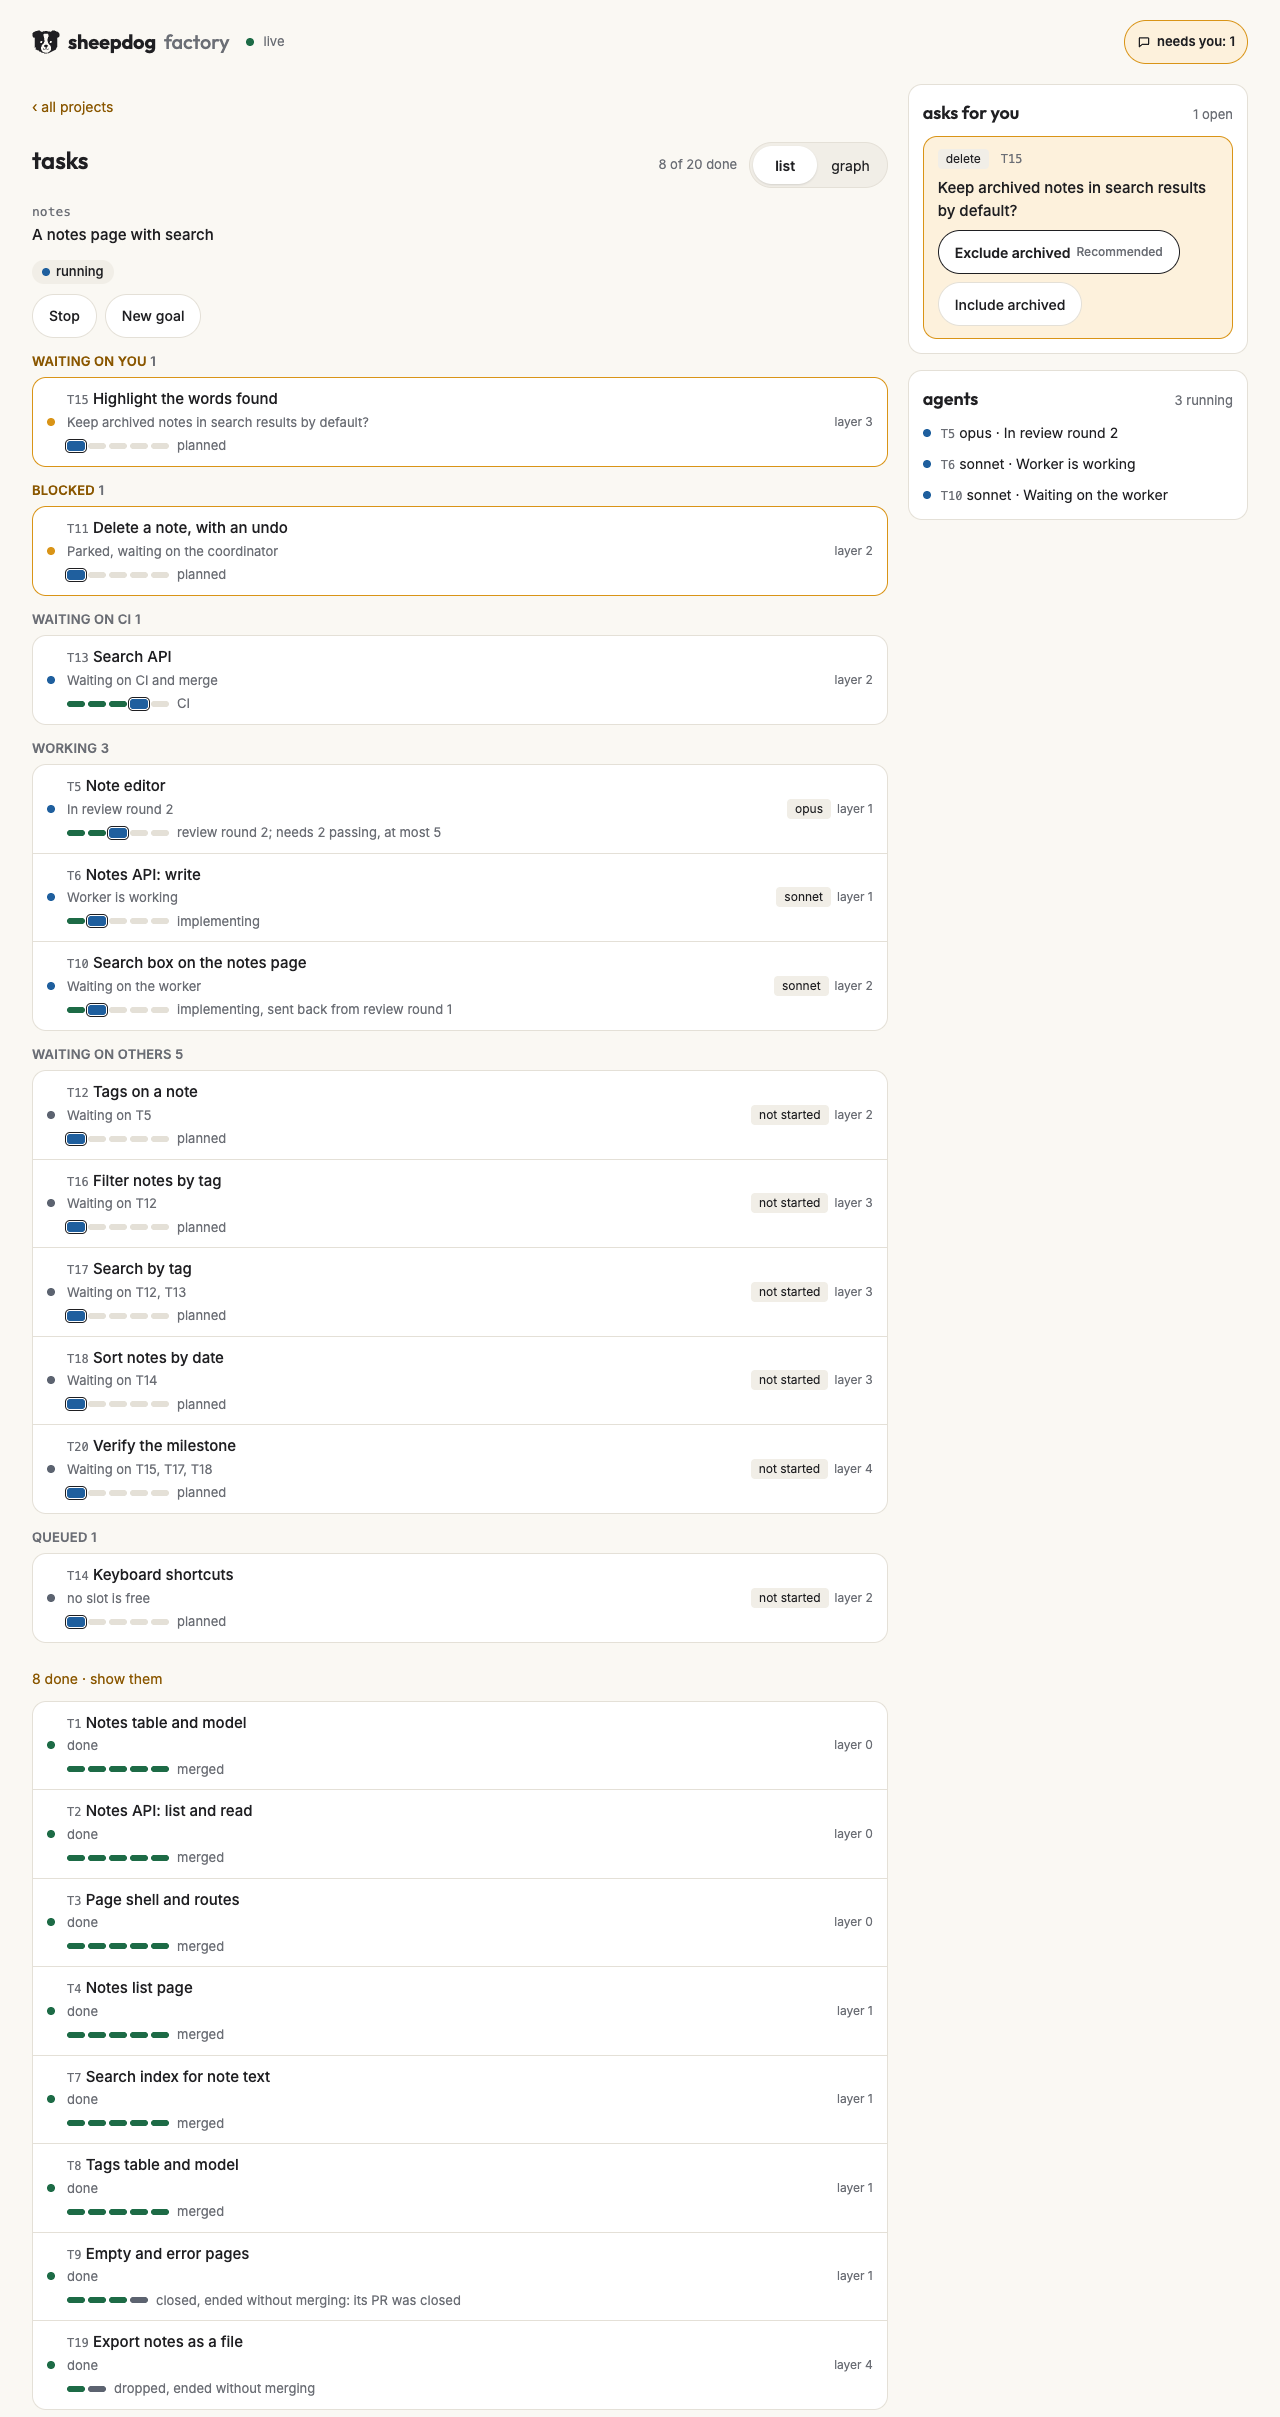 sheepdog factory live
needs you: 1
‹ all projects
tasks
8 of 20 done
list
graph
notes
A notes page with search
running
Stop
New goal
WAITING ON YOU 1
T15 Highlight the words found
Keep archived notes in search results by default?
layer 3
planned
BLOCKED 1
T11 Delete a note, with an undo
Parked, waiting on the coordinator
layer 2
planned
WAITING ON CI 1
T13 Search API
Waiting on CI and merge
layer 2
CI
WORKING 3
T5 Note editor
In review round 2
opus layer 1
review round 2; needs 2 passing, at most 5
T6 Notes API: write
Worker is working
sonnet layer 1
implementing
T10 Search box on the notes page
Waiting on the worker
sonnet layer 2
implementing, sent back from review round 1
WAITING ON OTHERS 5
T12 Tags on a note
Waiting on T5
not started layer 2
planned
T16 Filter notes by tag
Waiting on T12
not started layer 3
planned
T17 Search by tag
Waiting on T12, T13
not started layer 3
planned
T18 Sort notes by date
Waiting on T14
not started layer 3
planned
T20 Verify the milestone
Waiting on T15, T17, T18
not started layer 4
planned
QUEUED 1
T14 Keyboard shortcuts
no slot is free
not started layer 2
planned
8 done · show them
T1 Notes table and model
done
layer 0
merged
T2 Notes API: list and read
done
layer 0
merged
T3 Page shell and routes
done
layer 0
merged
T4 Notes list page
done
layer 1
merged
T7 Search index for note text
done
layer 1
merged
T8 Tags table and model
done
layer 1
merged
T9 Empty and error pages
done
layer 1
closed, ended without merging: its PR was closed
T19 Export notes as a file
done
layer 4
dropped, ended without merging
asks for you
1 open
delete T15
Keep archived notes in search results
by default?
Exclude archived Recommended
Include archived
agents
3 running
T5 opus · In review round 2
T6 sonnet · Worker is working
T10 sonnet · Waiting on the worker